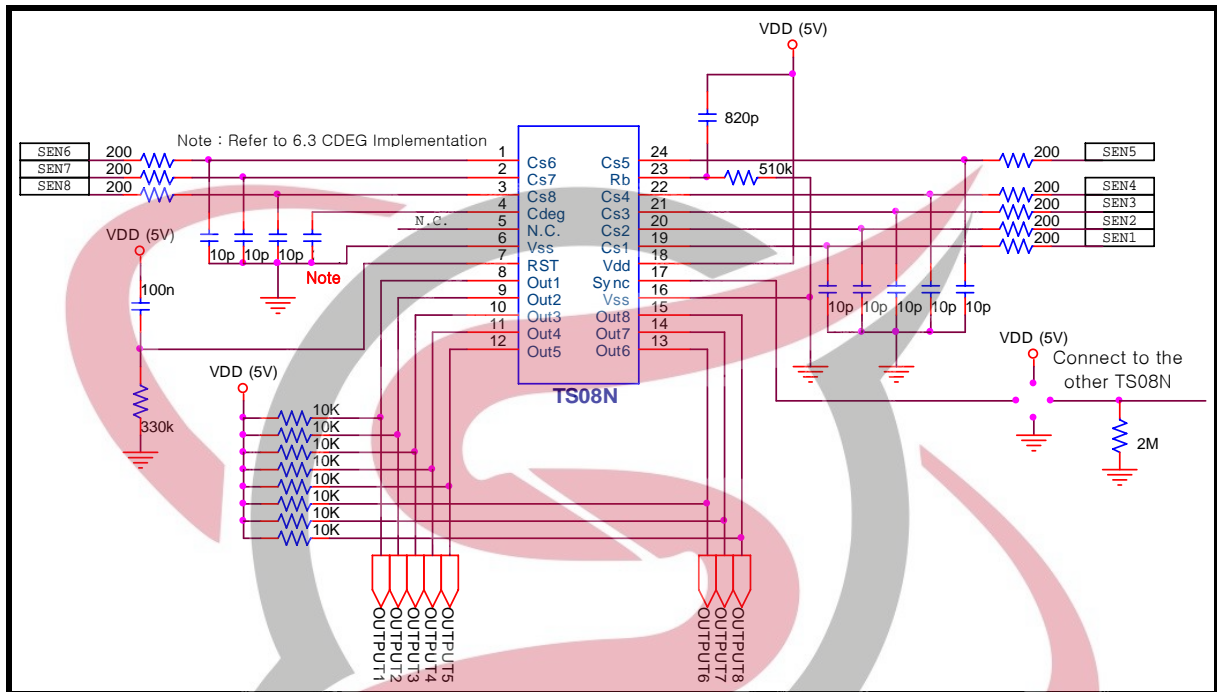 VDD (5V)
820p
Note : Refer to 6.3 CDEG Implementation
SEN6 200
SEN7 200
SEN8 200
1 Cs6
2 Cs7
3 Cs8
4 Cdeg
5 N.C.
6 Vss
7 RST
8 Out1
9 Out2
10 Out3
11 Out4
12 Out5
Cs5 24
Rb 23
Cs4 22
Cs3 21
Cs2 20
Cs1 19
Vdd 18
Sync 17
Vss 16
Out8 15
Out7 14
Out6 13
TS08N
510k
200 SEN5
200 SEN4
200 SEN3
200 SEN2
200 SEN1
N.C.
VDD (5V)
10p 10p 10p
Note
100n
330k
10p 10p 10p 10p 10p
VDD (5V)
Connect to the
other TS08N
2M
VDD (5V)
10K
10K
10K
10K
10K
10K
10K
10K
OUTPUT1
OUTPUT2
OUTPUT3
OUTPUT4
OUTPUT5
OUTPUT6
OUTPUT7
OUTPUT8